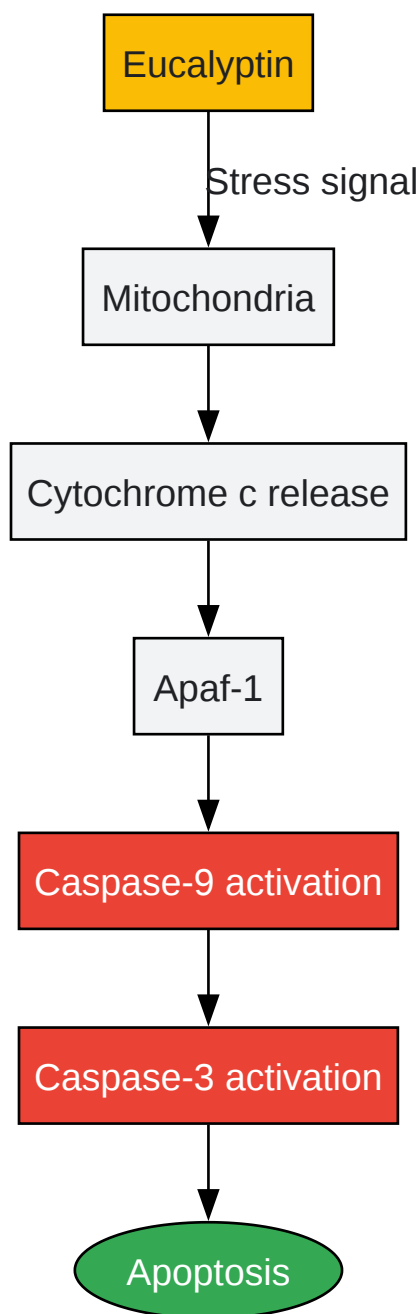 Eucalyptin
Stress signal
Mitochondria
Cytochrome c release
Apaf-1
Caspase-9 activation
Caspase-3 activation
Apoptosis